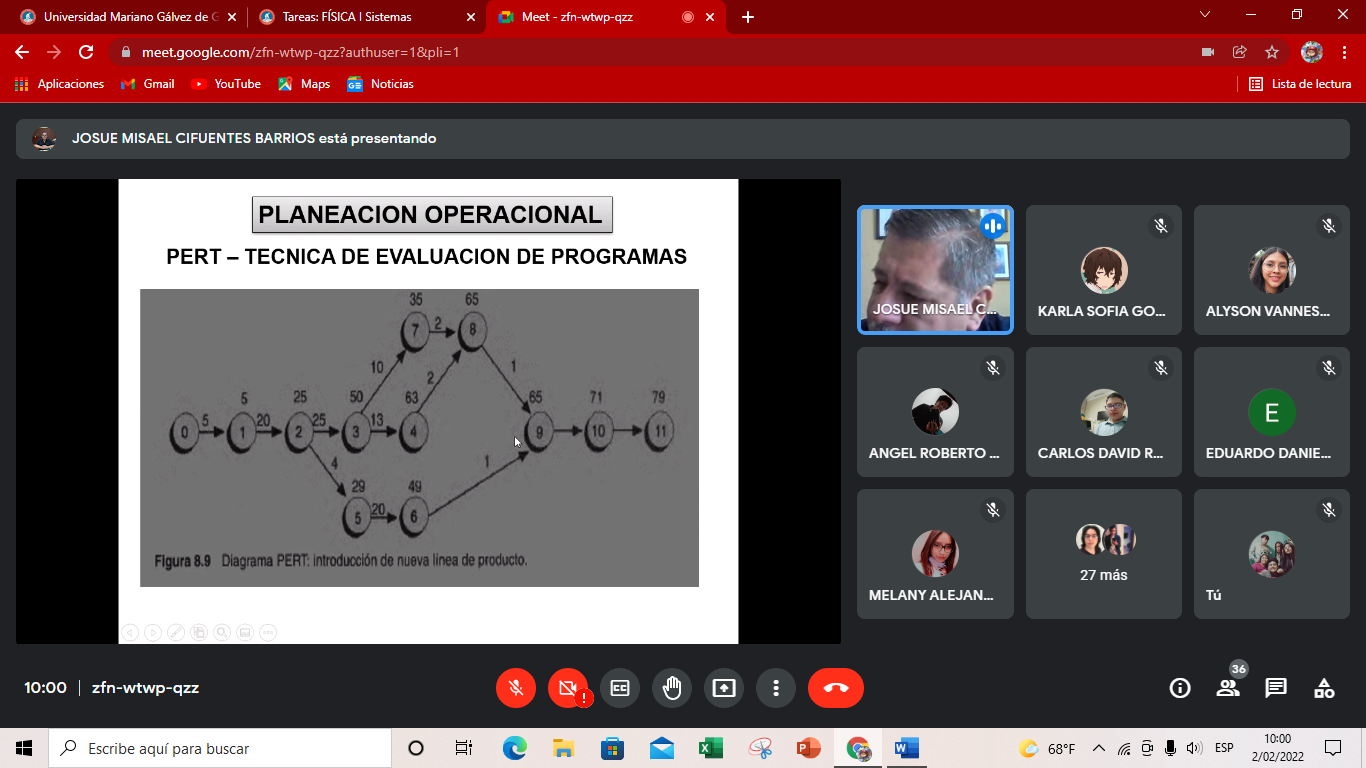 Universidad Mariano Gálvez de G
Tareas: FÍSICA I Sistemas
Meet - zfn-wtwp-qzz
meet.google.com/zfn-wtwp-qzz?authuser=1&pli=1
Aplicaciones
Gmail
YouTube
Maps
Noticias
Lista de lectura
JOSUE MISAEL CIFUENTES BARRIOS está presentando
PLANEACION OPERACIONAL
PERT – TECNICA DE EVALUACION DE PROGRAMAS
35 65
7 2 8
10 2 1
5 25 50 63 65 71 79
0 5 1 20 2 25 3 13 4 9 10 11
4 1
29 49
5 20 6
Figura 8.9 Diagrama PERT: introducción de nueva línea de producto.
JOSUE MISAEL C...
KARLA SOFIA GO...
ALYSON VANNES...
ANGEL ROBERTO ...
CARLOS DAVID R...
E
EDUARDO DANIE...
MELANY ALEJAN...
27 más
Tú
10:00 | zfn-wtwp-qzz
36
Escribe aquí para buscar
68°F
ESP
10:00
2/02/2022